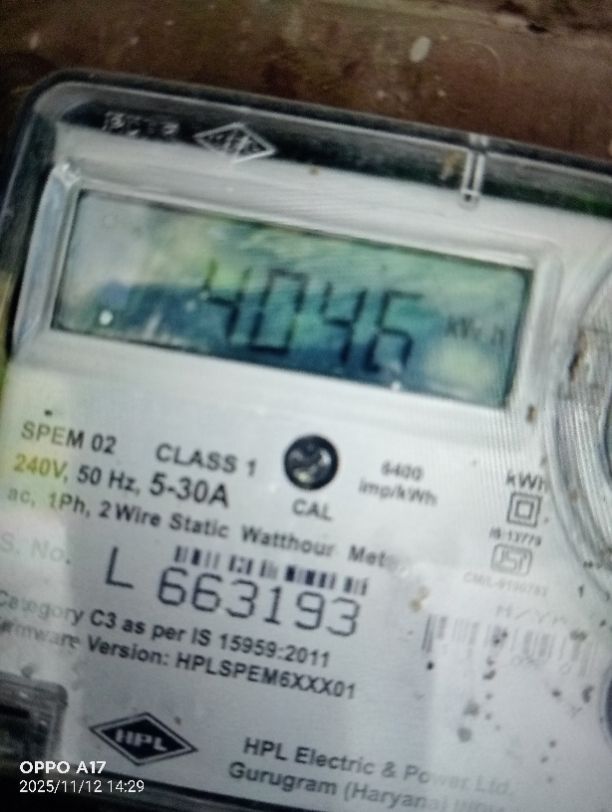 4046 kWh
SPEM 02 CLASS 1
240V, 50 Hz, 5-30A
ac, 1Ph, 2 Wire Static Watthour
CAL
6400
imp/kWh
kWh
IS 13779
S. No.
L 663193
Category C3 as per IS 15959:2011
Version: HPLSPEM6XXX01
HPL
HPL Electric & Power Ltd.
Gurugram (Haryana)
OPPO A17
2025/11/12 14:29